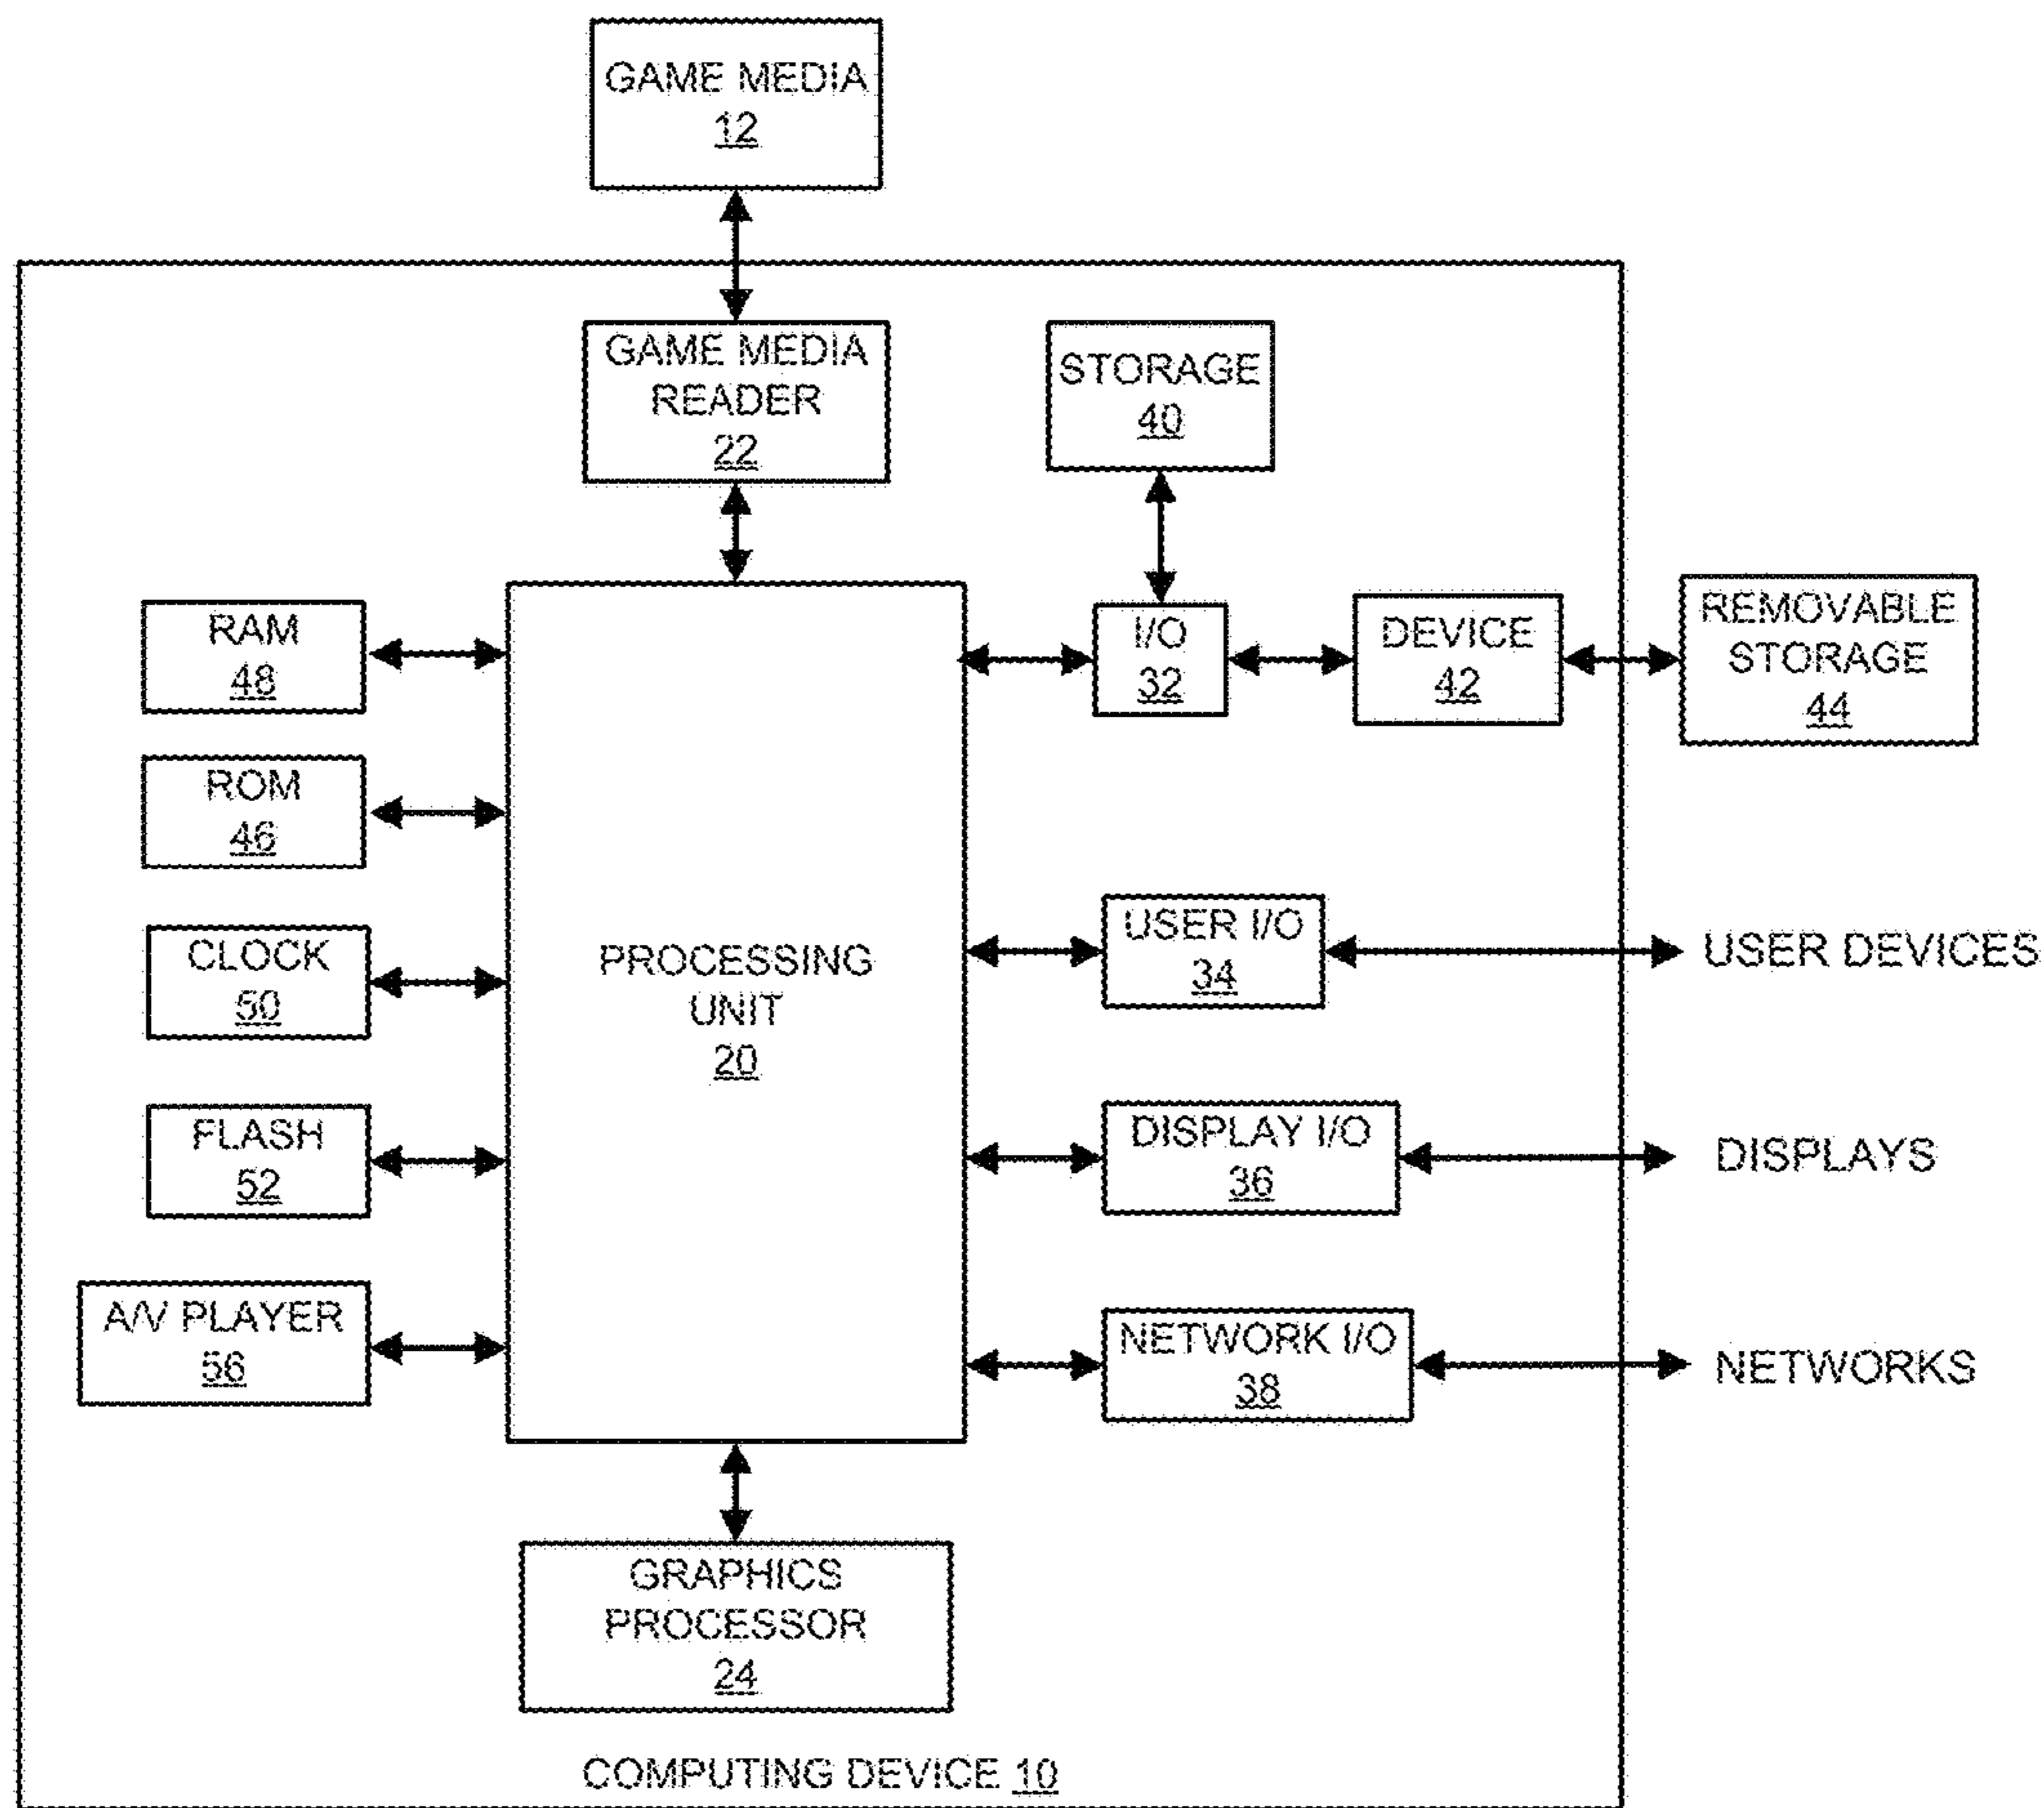 GAME MEDIA
12
GAME MEDIA
READER
22
STORAGE
40
RAM
48
I/O
32
DEVICE
42
REMOVABLE
STORAGE
44
ROM
46
PROCESSING
UNIT
20
CLOCK
50
USER I/O
34
USER DEVICES
FLASH
52
DISPLAY I/O
36
DISPLAYS
A/V PLAYER
56
NETWORK I/O
38
NETWORKS
GRAPHICS
PROCESSOR
24
COMPUTING DEVICE 10